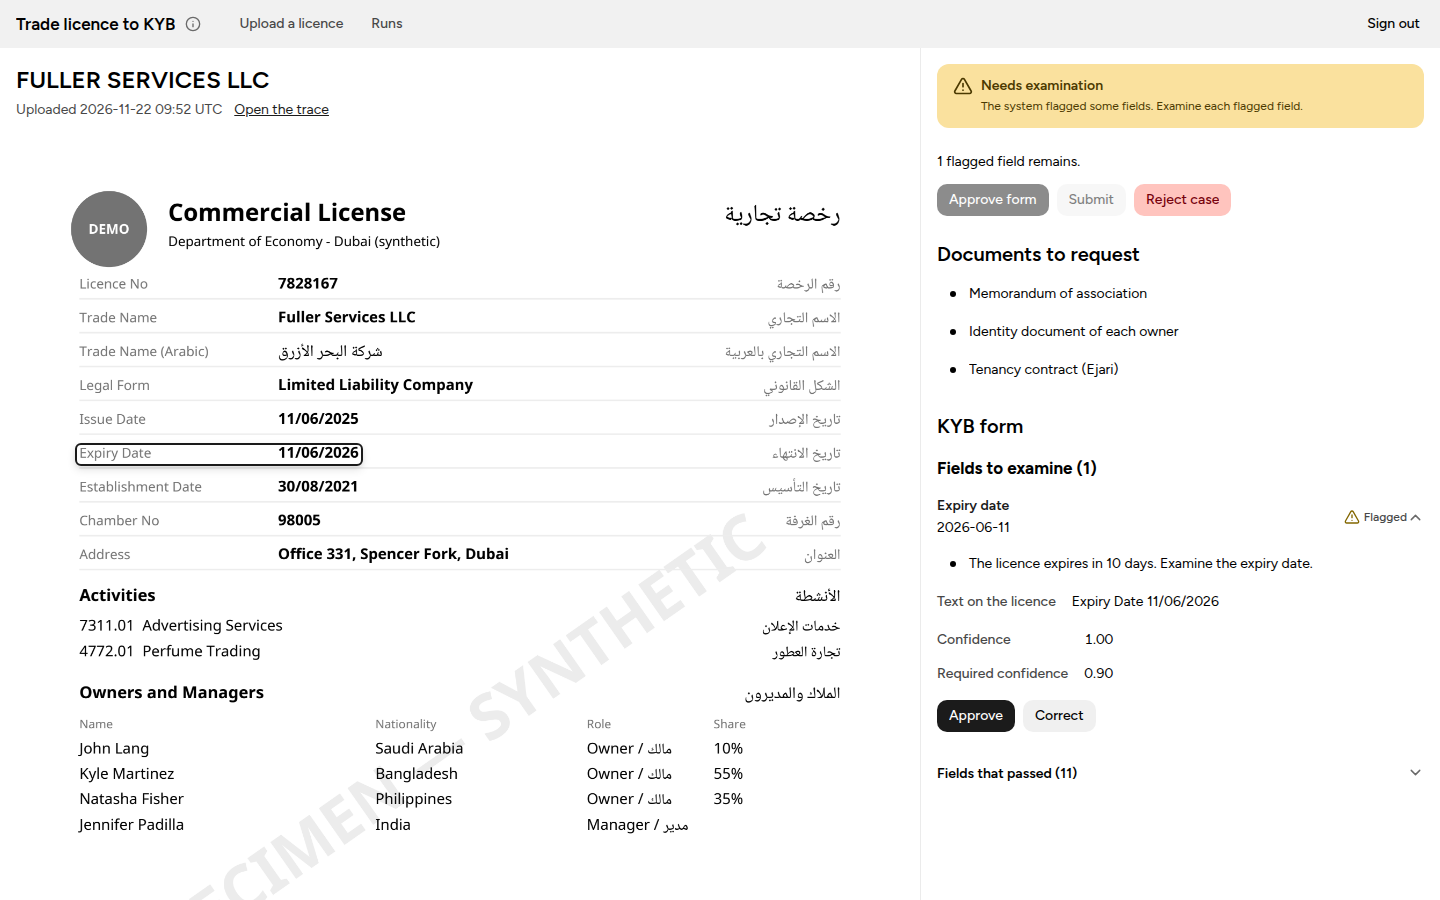 Trade licence to KYB
Upload a licence
Runs
Sign out
FULLER SERVICES LLC
Uploaded 2026-11-22 09:52 UTC Open the trace
DEMO
Commercial License
رخصة تجارية
Department of Economy - Dubai (synthetic)
Licence No 7828167 رقم الرخصة
Trade Name Fuller Services LLC الاسم التجاري
Trade Name (Arabic) شركة البحر الأزرق الاسم التجاري بالعربية
Legal Form Limited Liability Company الشكل القانوني
Issue Date 11/06/2025 تاريخ الإصدار
Expiry Date 11/06/2026 تاريخ الانتهاء
Establishment Date 30/08/2021 تاريخ التأسيس
Chamber No 98005 رقم الغرفة
Address Office 331, Spencer Fork, Dubai العنوان
Activities الأنشطة
7311.01 Advertising Services خدمات الإعلان
4772.01 Perfume Trading تجارة العطور
Owners and Managers الملاك والمديرون
Name Nationality Role Share
John Lang Saudi Arabia Owner / مالك 10%
Kyle Martinez Bangladesh Owner / مالك 55%
Natasha Fisher Philippines Owner / مالك 35%
Jennifer Padilla India Manager / مدير
ECIMEN — SYNTHETIC
Needs examination
The system flagged some fields. Examine each flagged field.
1 flagged field remains.
Approve form Submit Reject case
Documents to request
Memorandum of association
Identity document of each owner
Tenancy contract (Ejari)
KYB form
Fields to examine (1)
Expiry date
2026-06-11
Flagged
The licence expires in 10 days. Examine the expiry date.
Text on the licence Expiry Date 11/06/2026
Confidence 1.00
Required confidence 0.90
Approve Correct
Fields that passed (11)